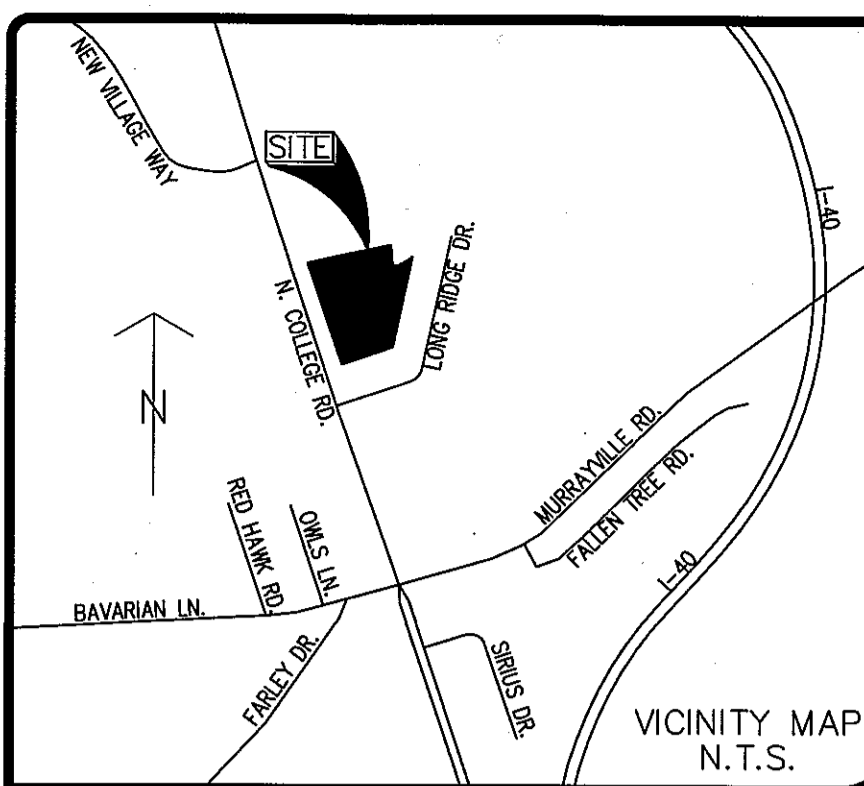 NEW VILLAGE WAY
SITE
I-40
LONG RIDGE DR.
N. COLLEGE RD.
N
MURRAYVILLE RD.
FALLEN TREE RD.
RED HAWK RD.
OWLS LN.
I-40
BAVARIAN LN.
FARLEY DR.
SIRIUS DR.
VICINITY MAP
N.T.S.